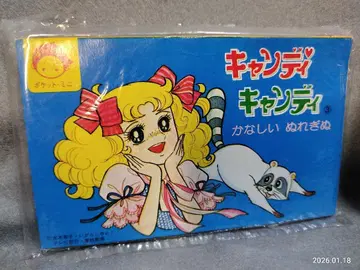 ポケット・ミニ
キャンディ
キャンディ
③
かなしい ぬれぎぬ
2026.01.18